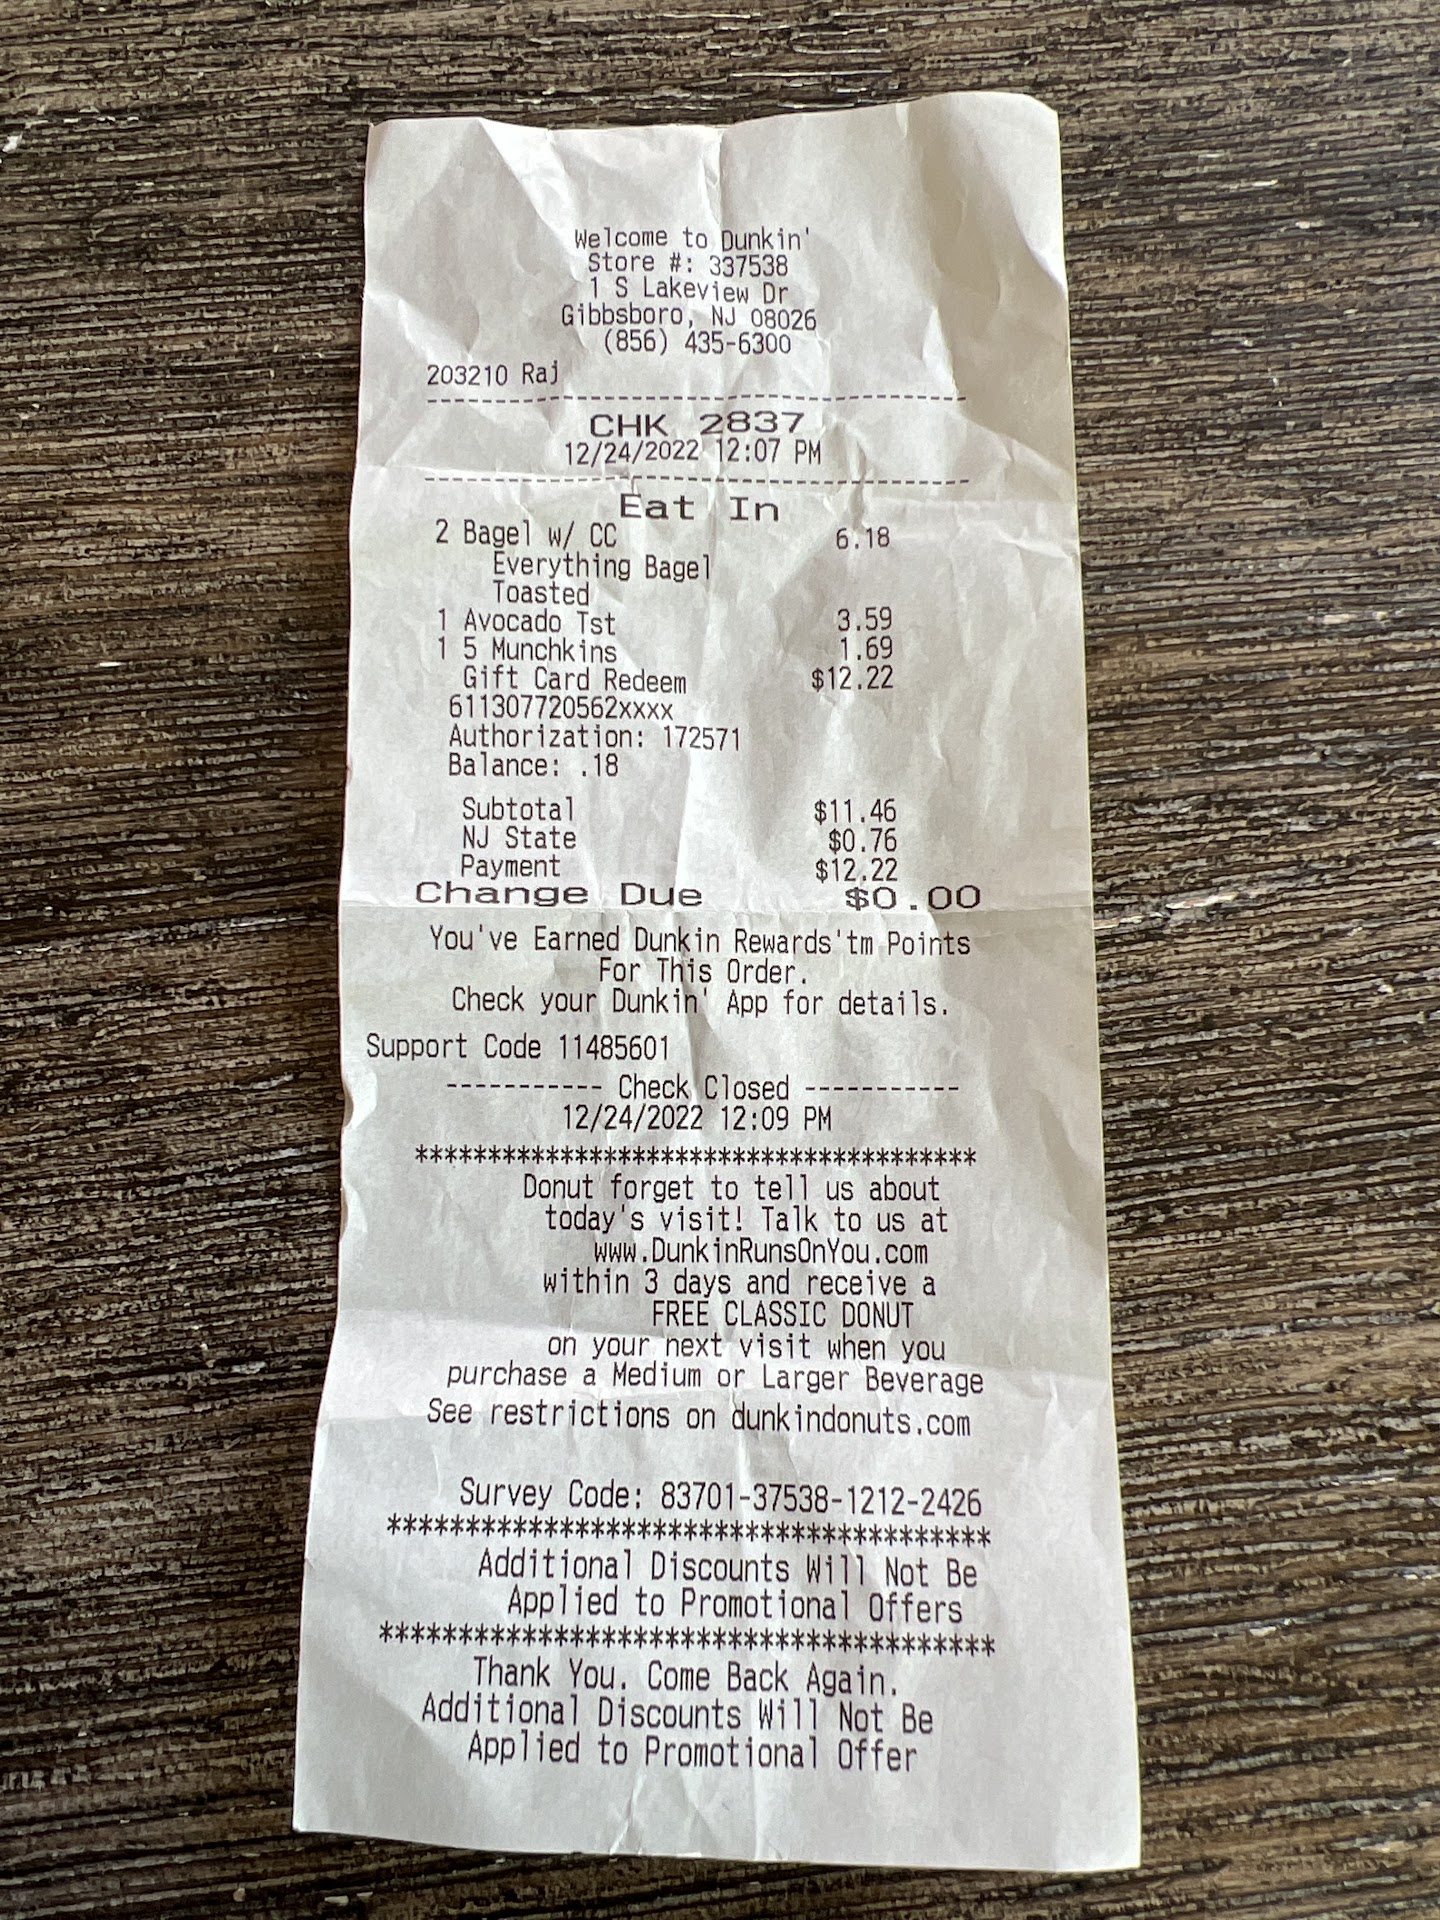 Welcome to Dunkin'
Store #: 337538
1 S Lakeview Dr
Gibbsboro, NJ 08026
(856) 435-6300
203210 Raj
--------------------------------------
CHK 2837
12/24/2022 12:07 PM
--------------------------------------
Eat In
2 Bagel w/ CC 6.18
Everything Bagel
Toasted
1 Avocado Tst 3.59
1 5 Munchkins 1.69
Gift Card Redeem $12.22
611307720562xxxx
Authorization: 172571
Balance: .18
Subtotal $11.46
NJ State $0.76
Payment $12.22
Change Due $0.00
You've Earned Dunkin Rewards'tm Points
For This Order.
Check your Dunkin' App for details.
Support Code 11485601
----------- Check Closed -----------
12/24/2022 12:09 PM
***************************************
Donut forget to tell us about
today's visit! Talk to us at
www.DunkinRunsOnYou.com
within 3 days and receive a
FREE CLASSIC DONUT
on your next visit when you
purchase a Medium or Larger Beverage
See restrictions on dunkindonuts.com
Survey Code: 83701-37538-1212-2426
***************************************
Additional Discounts Will Not Be
Applied to Promotional Offers
***************************************
Thank You. Come Back Again.
Additional Discounts Will Not Be
Applied to Promotional Offer